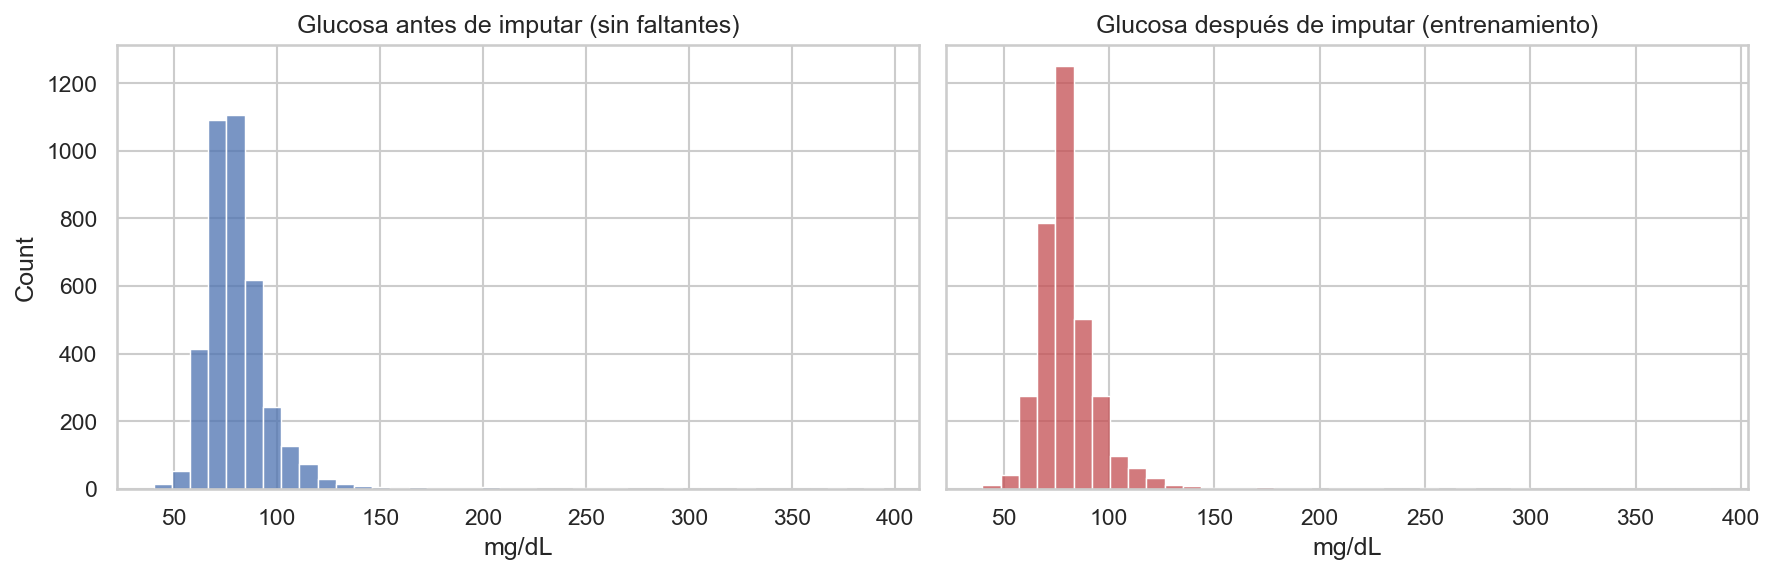 Glucosa antes de imputar (sin faltantes)
Glucosa después de imputar (entrenamiento)
Count
1200
1000
800
600
400
200
0
50 100 150 200 250 300 350 400
50 100 150 200 250 300 350 400
mg/dL
mg/dL